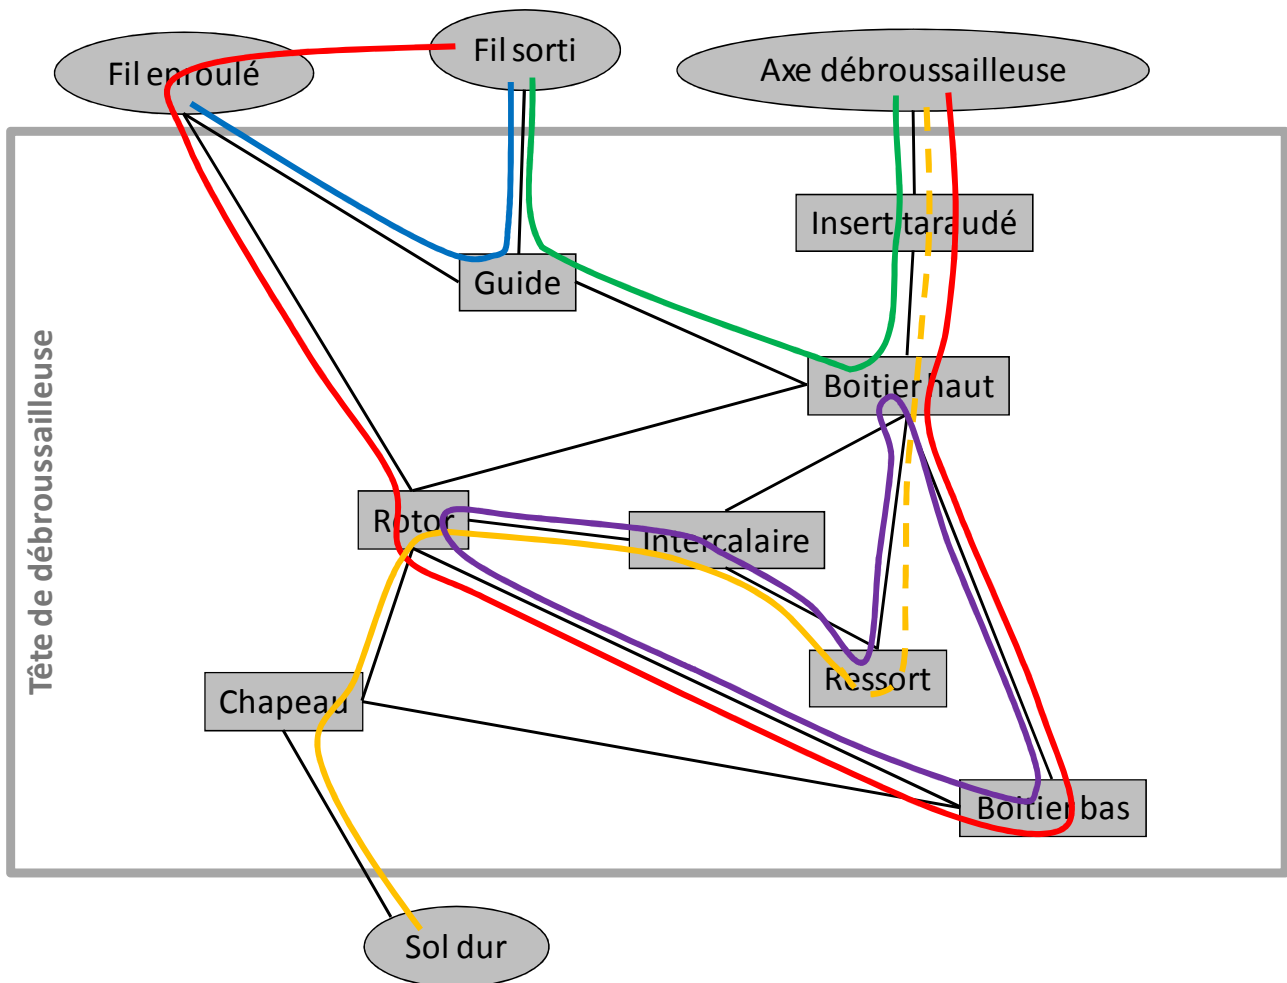 Fil enroulé
Fil sorti
Axe débroussailleuse
Insert taraudé
Guide
Boitier haut
Tête de débroussailleuse
Rotor
Intercalaire
Ressort
Chapeau
Boitier bas
Sol dur